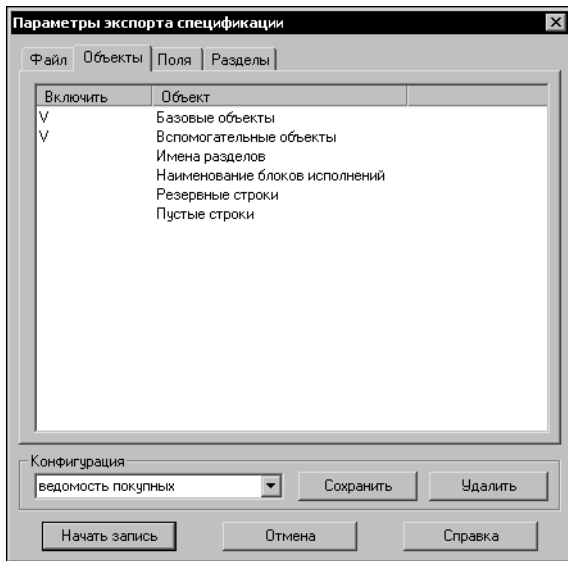 Параметры экспорта спецификации
Файл Объекты Поля Разделы
Включить Объект
V Базовые объекты
V Вспомогательные объекты
Имена разделов
Наименование блоков исполнений
Резервные строки
Пустые строки
Конфигурация
ведомость покупных Сохранить Удалить
Начать запись Отмена Справка